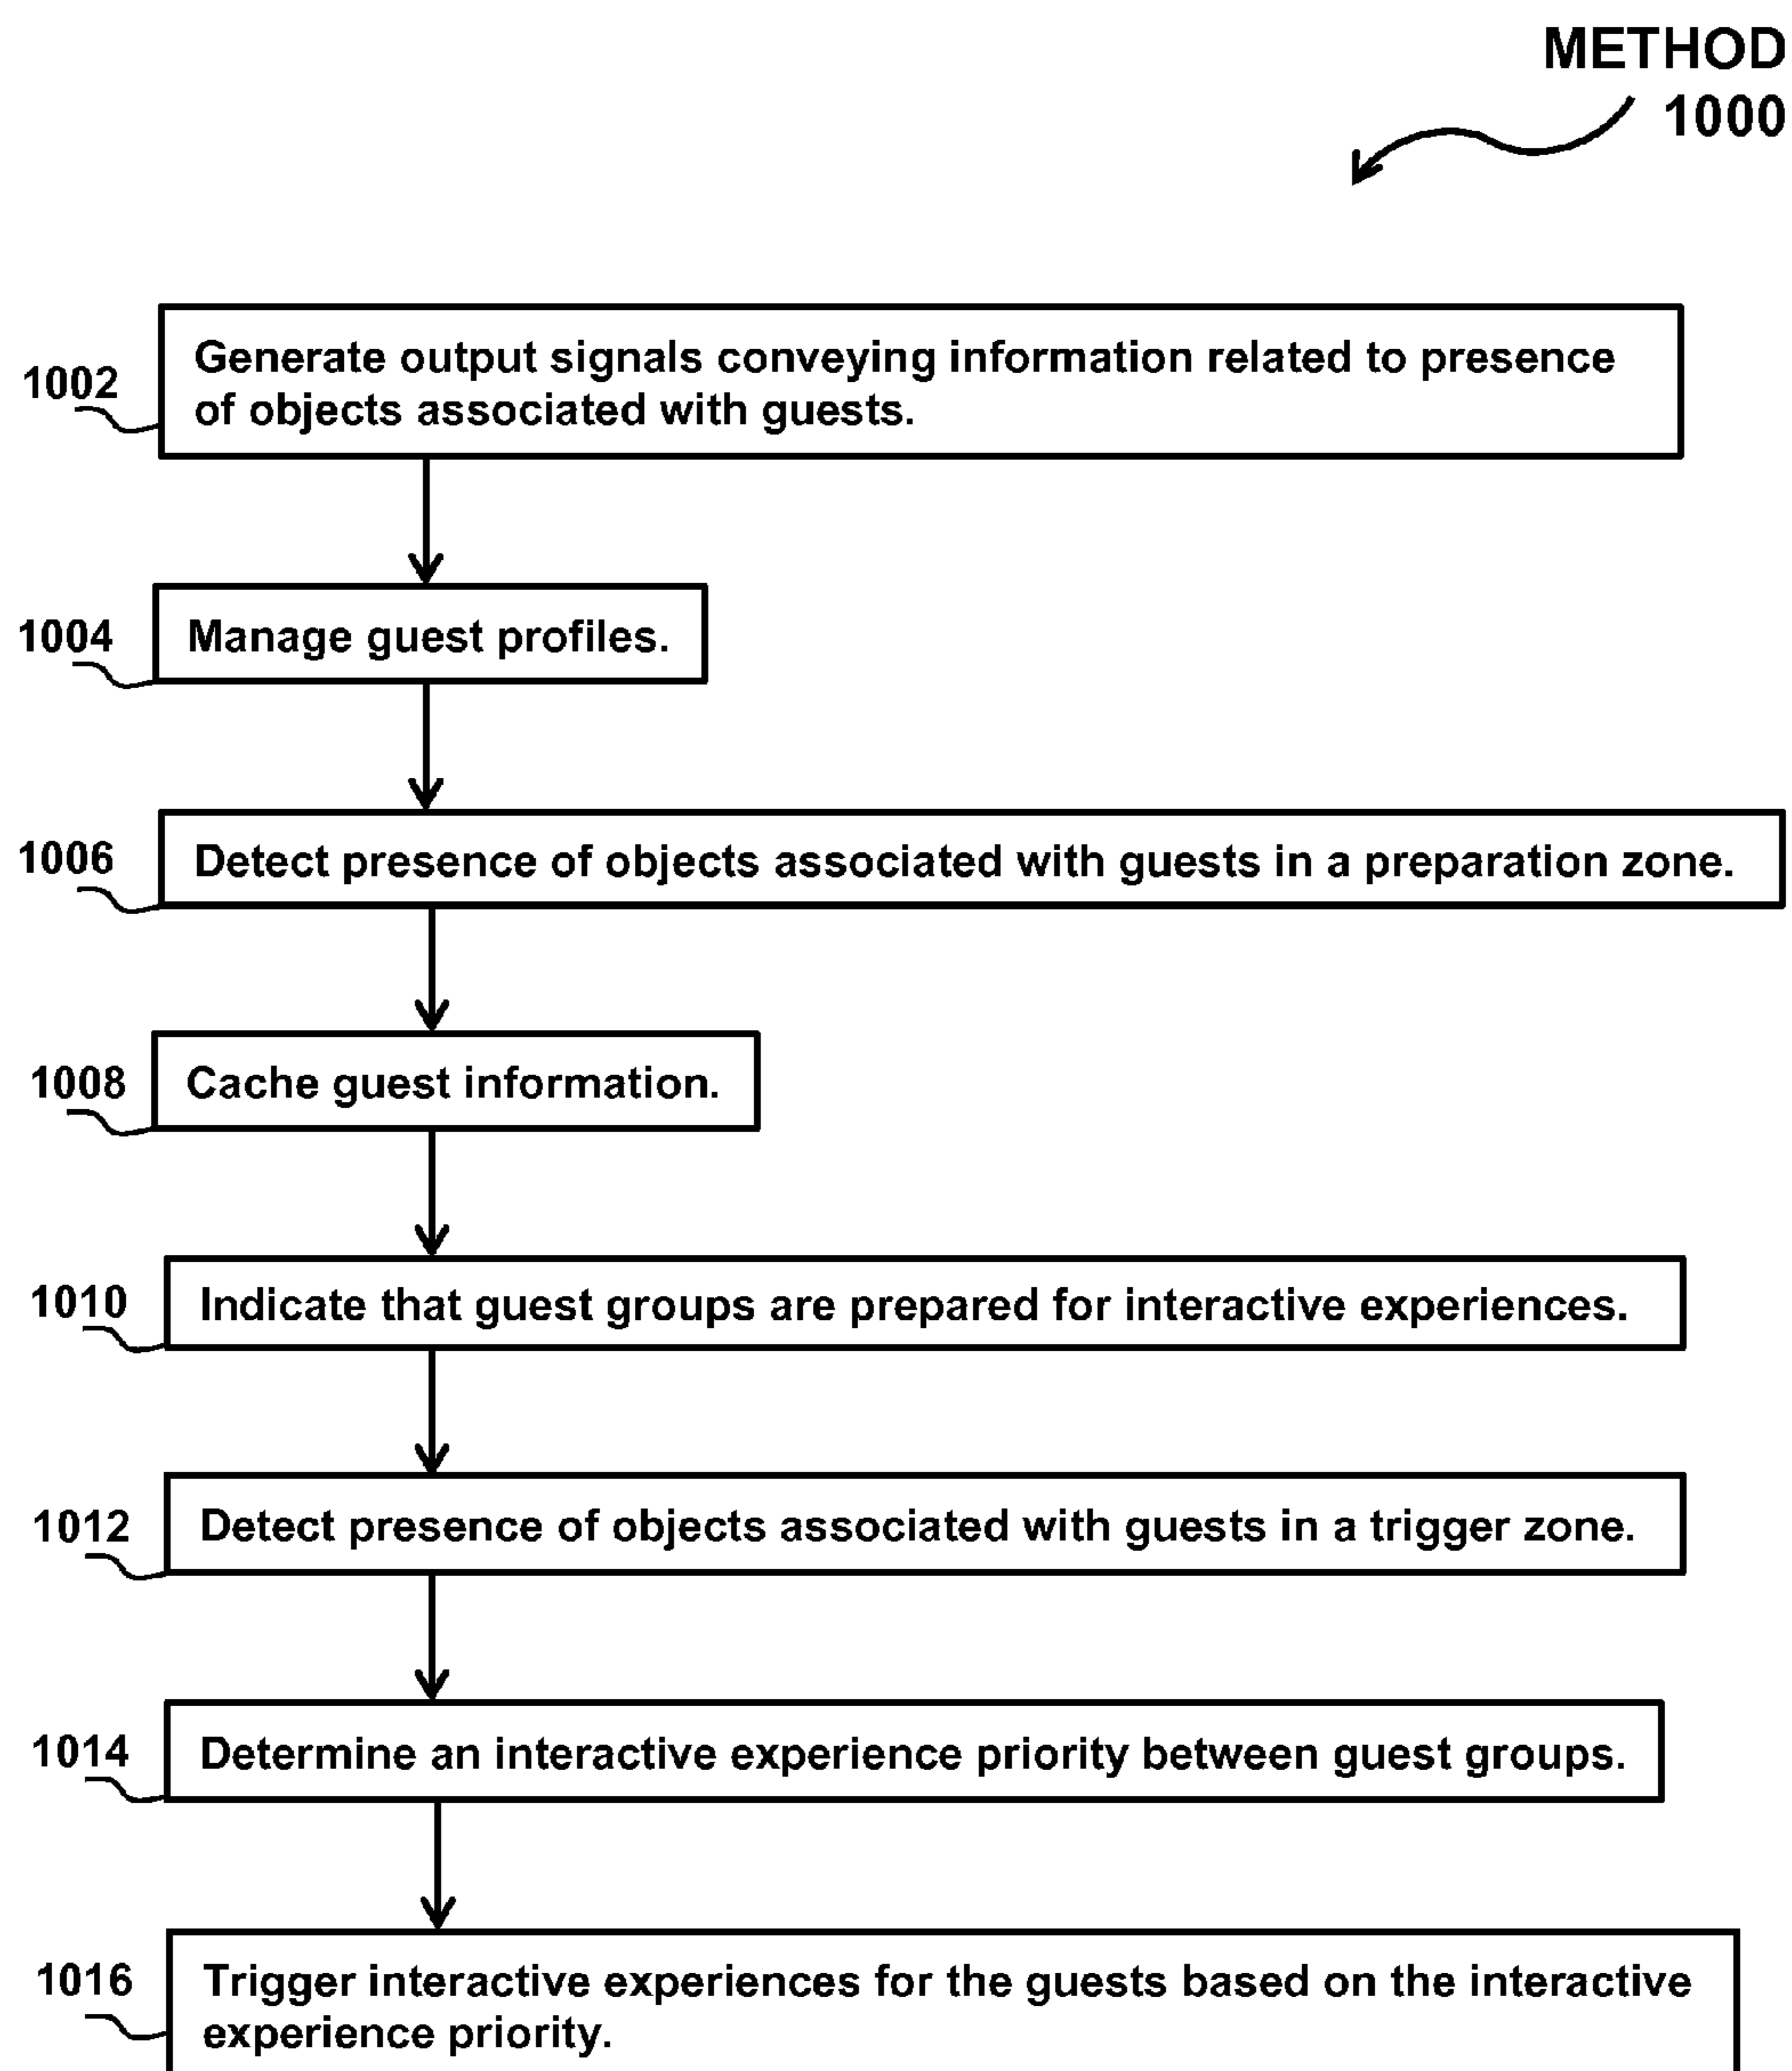 METHOD
1000
1002
Generate output signals conveying information related to presence
of objects associated with guests.
1004
Manage guest profiles.
1006
Detect presence of objects associated with guests in a preparation zone.
1008
Cache guest information.
1010
Indicate that guest groups are prepared for interactive experiences.
1012
Detect presence of objects associated with guests in a trigger zone.
1014
Determine an interactive experience priority between guest groups.
1016
Trigger interactive experiences for the guests based on the interactive
experience priority.